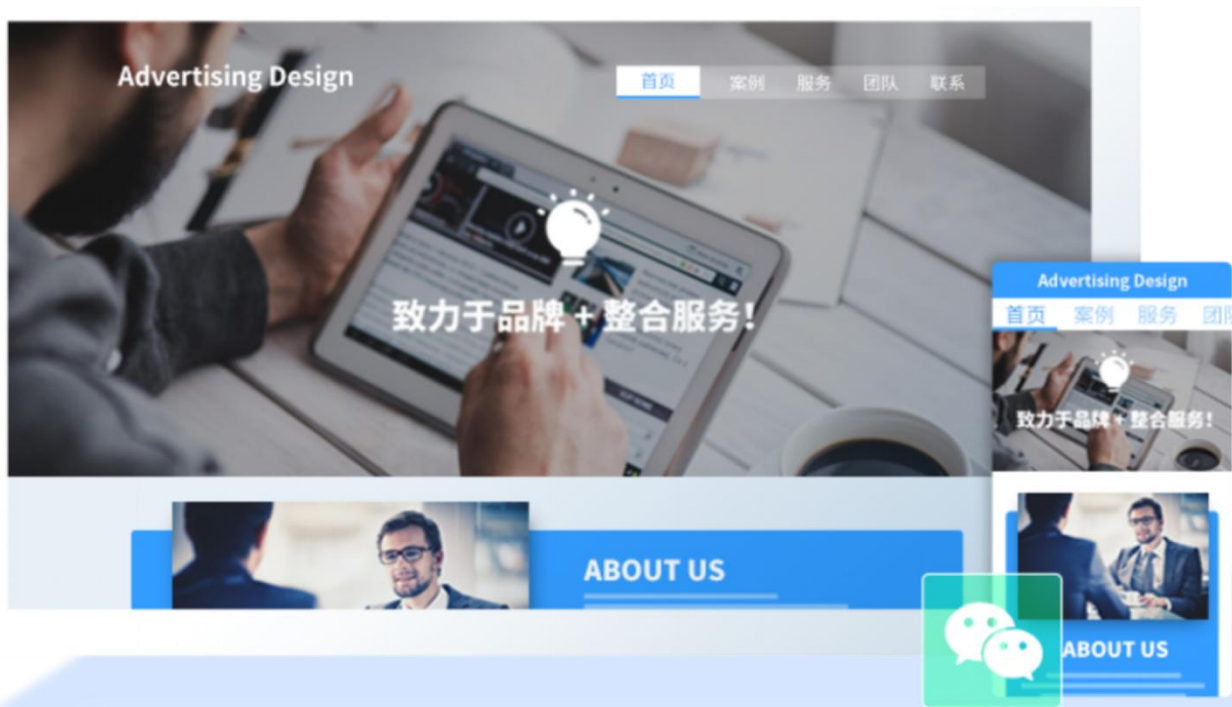 Advertising Design
首页 案例 服务 团队 联系
致力于品牌 + 整合服务!
ABOUT US
Advertising Design
首页 案例 服务 团队
致力于品牌 + 整合服务!
ABOUT US